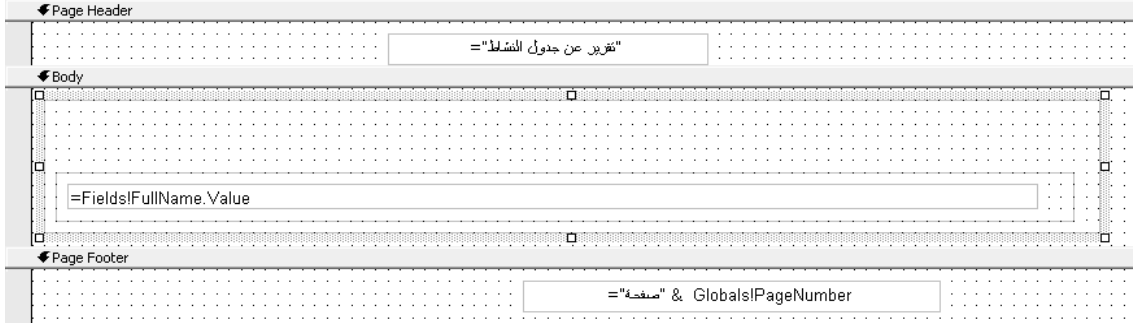 Page Header
="تقرير عن جدول النشاط"
Body
=Fields!FullName.Value
Page Footer
="صفحة" & Globals!PageNumber